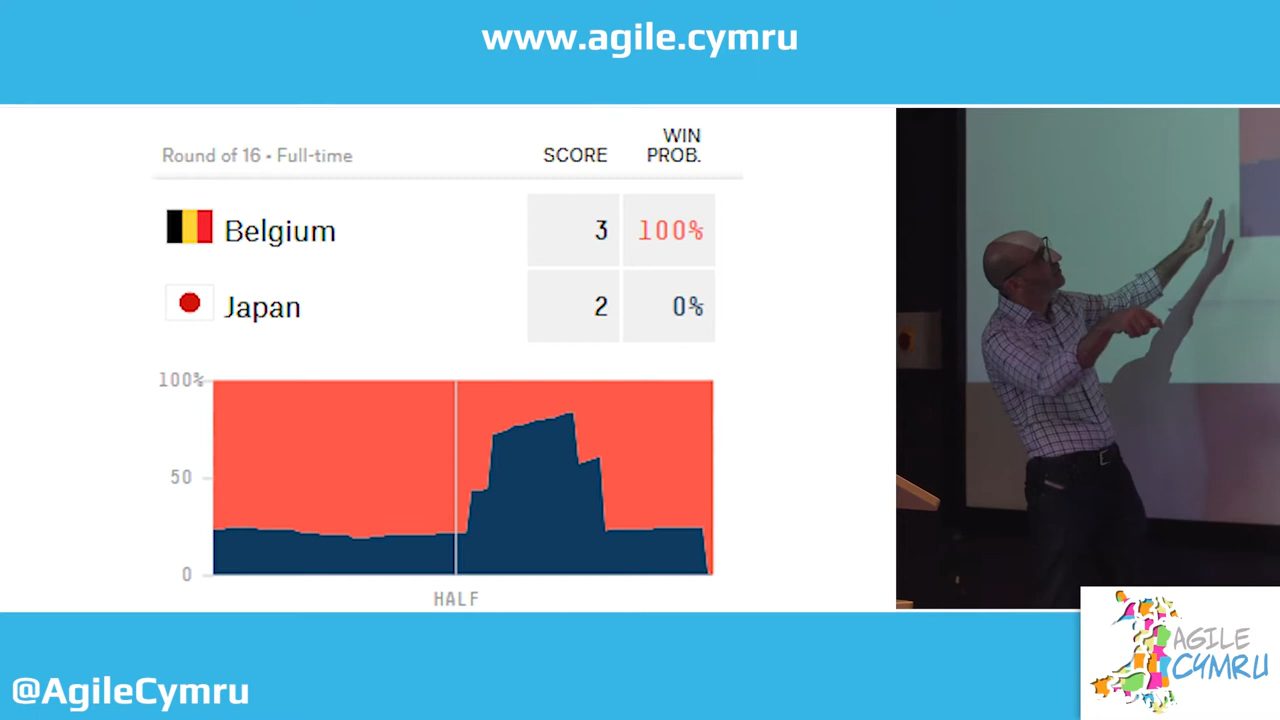 www.agile.cymru
Round of 16 • Full-time
SCORE
WIN
PROB.
Belgium
3
100%
Japan
2
0%
100%
50
0
HALF
@AgileCymru
AGILE
CYMRU